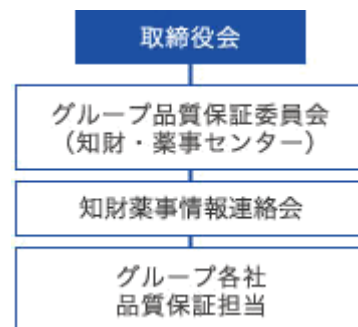 取締役会
グループ品質保証委員会
（知財・薬事センター）
知財薬事情報連絡会
グループ各社
品質保証担当